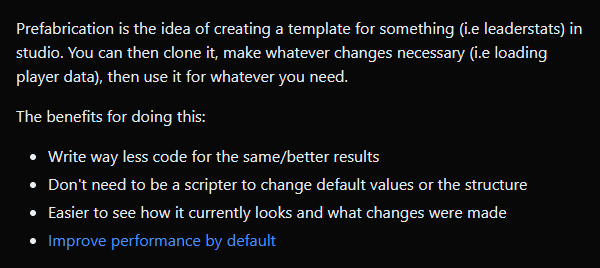 Prefabrication is the idea of creating a template for something (i.e leaderstats) in
studio. You can then clone it, make whatever changes necessary (i.e loading
player data), then use it for whatever you need.
The benefits for doing this:
• Write way less code for the same/better results
• Don't need to be a scripter to change default values or the structure
• Easier to see how it currently looks and what changes were made
• Improve performance by default